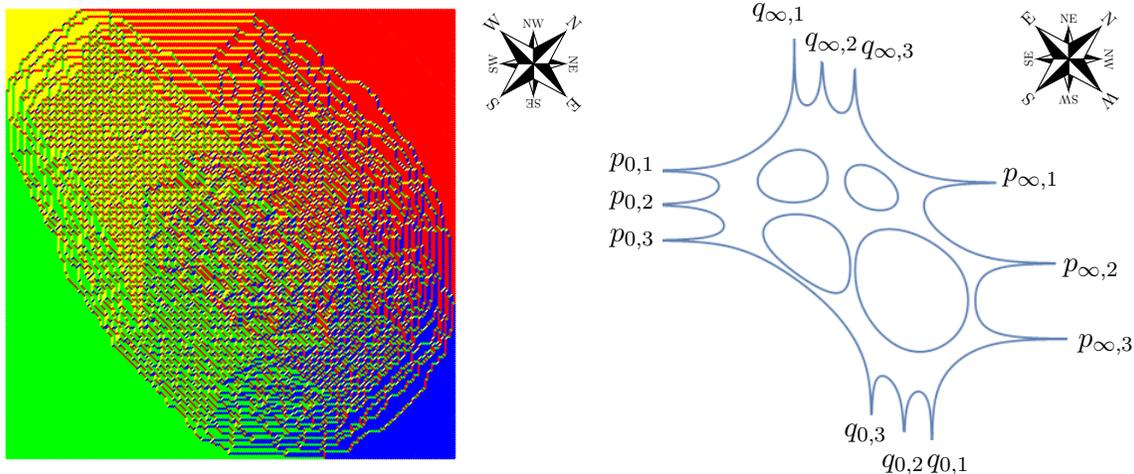 NW
W N
SW NE
S E
SE
q∞,1
q∞,2 q∞,3
p0,1
p0,2
p0,3
p∞,1
p∞,2
p∞,3
q0,3
q0,2 q0,1
NE
E N
SE NW
S W
SW